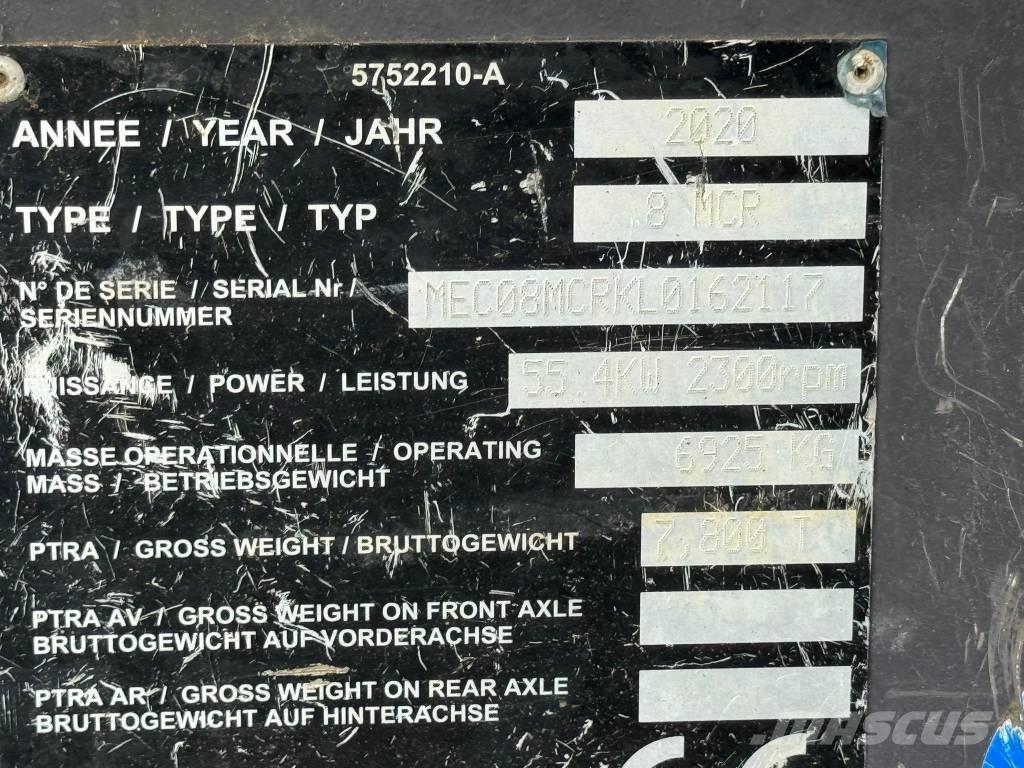 5752210-A
ANNEE / YEAR / JAHR 2020
TYPE / TYPE / TYP 8 MCR
N° DE SERIE / SERIAL Nr / MEC08MCRKL0162117
SERIENNUMMER
PUISSANCE / POWER / LEISTUNG 55.4KW 2300rpm
MASSE OPERATIONNELLE / OPERATING 6925 KG
MASS / BETRIEBSGEWICHT
PTRA / GROSS WEIGHT / BRUTTOGEWICHT 7,800 T
PTRA AV / GROSS WEIGHT ON FRONT AXLE
BRUTTOGEWICHT AUF VORDERACHSE
PTRA AR / GROSS WEIGHT ON REAR AXLE
BRUTTOGEWICHT AUF HINTERACHSE
MASCUS